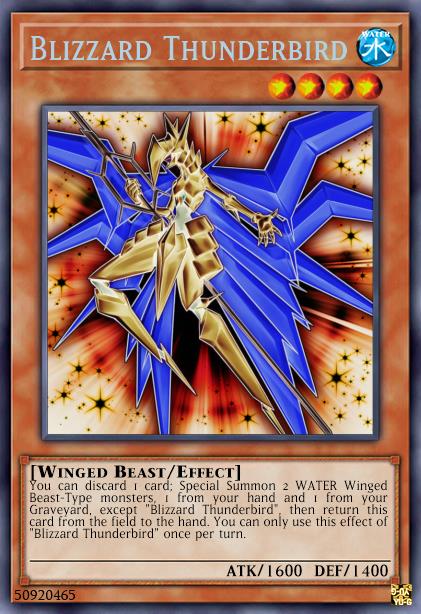 BLIZZARD THUNDERBIRD
WATER
水
[WINGED BEAST/EFFECT]
You can discard 1 card; Special Summon 2 WATER Winged
Beast-Type monsters, 1 from your hand and 1 from your
Graveyard, except "Blizzard Thunderbird", then return this
card from the field to the hand. You can only use this effect of
"Blizzard Thunderbird" once per turn.
ATK/1600 DEF/1400
50920465